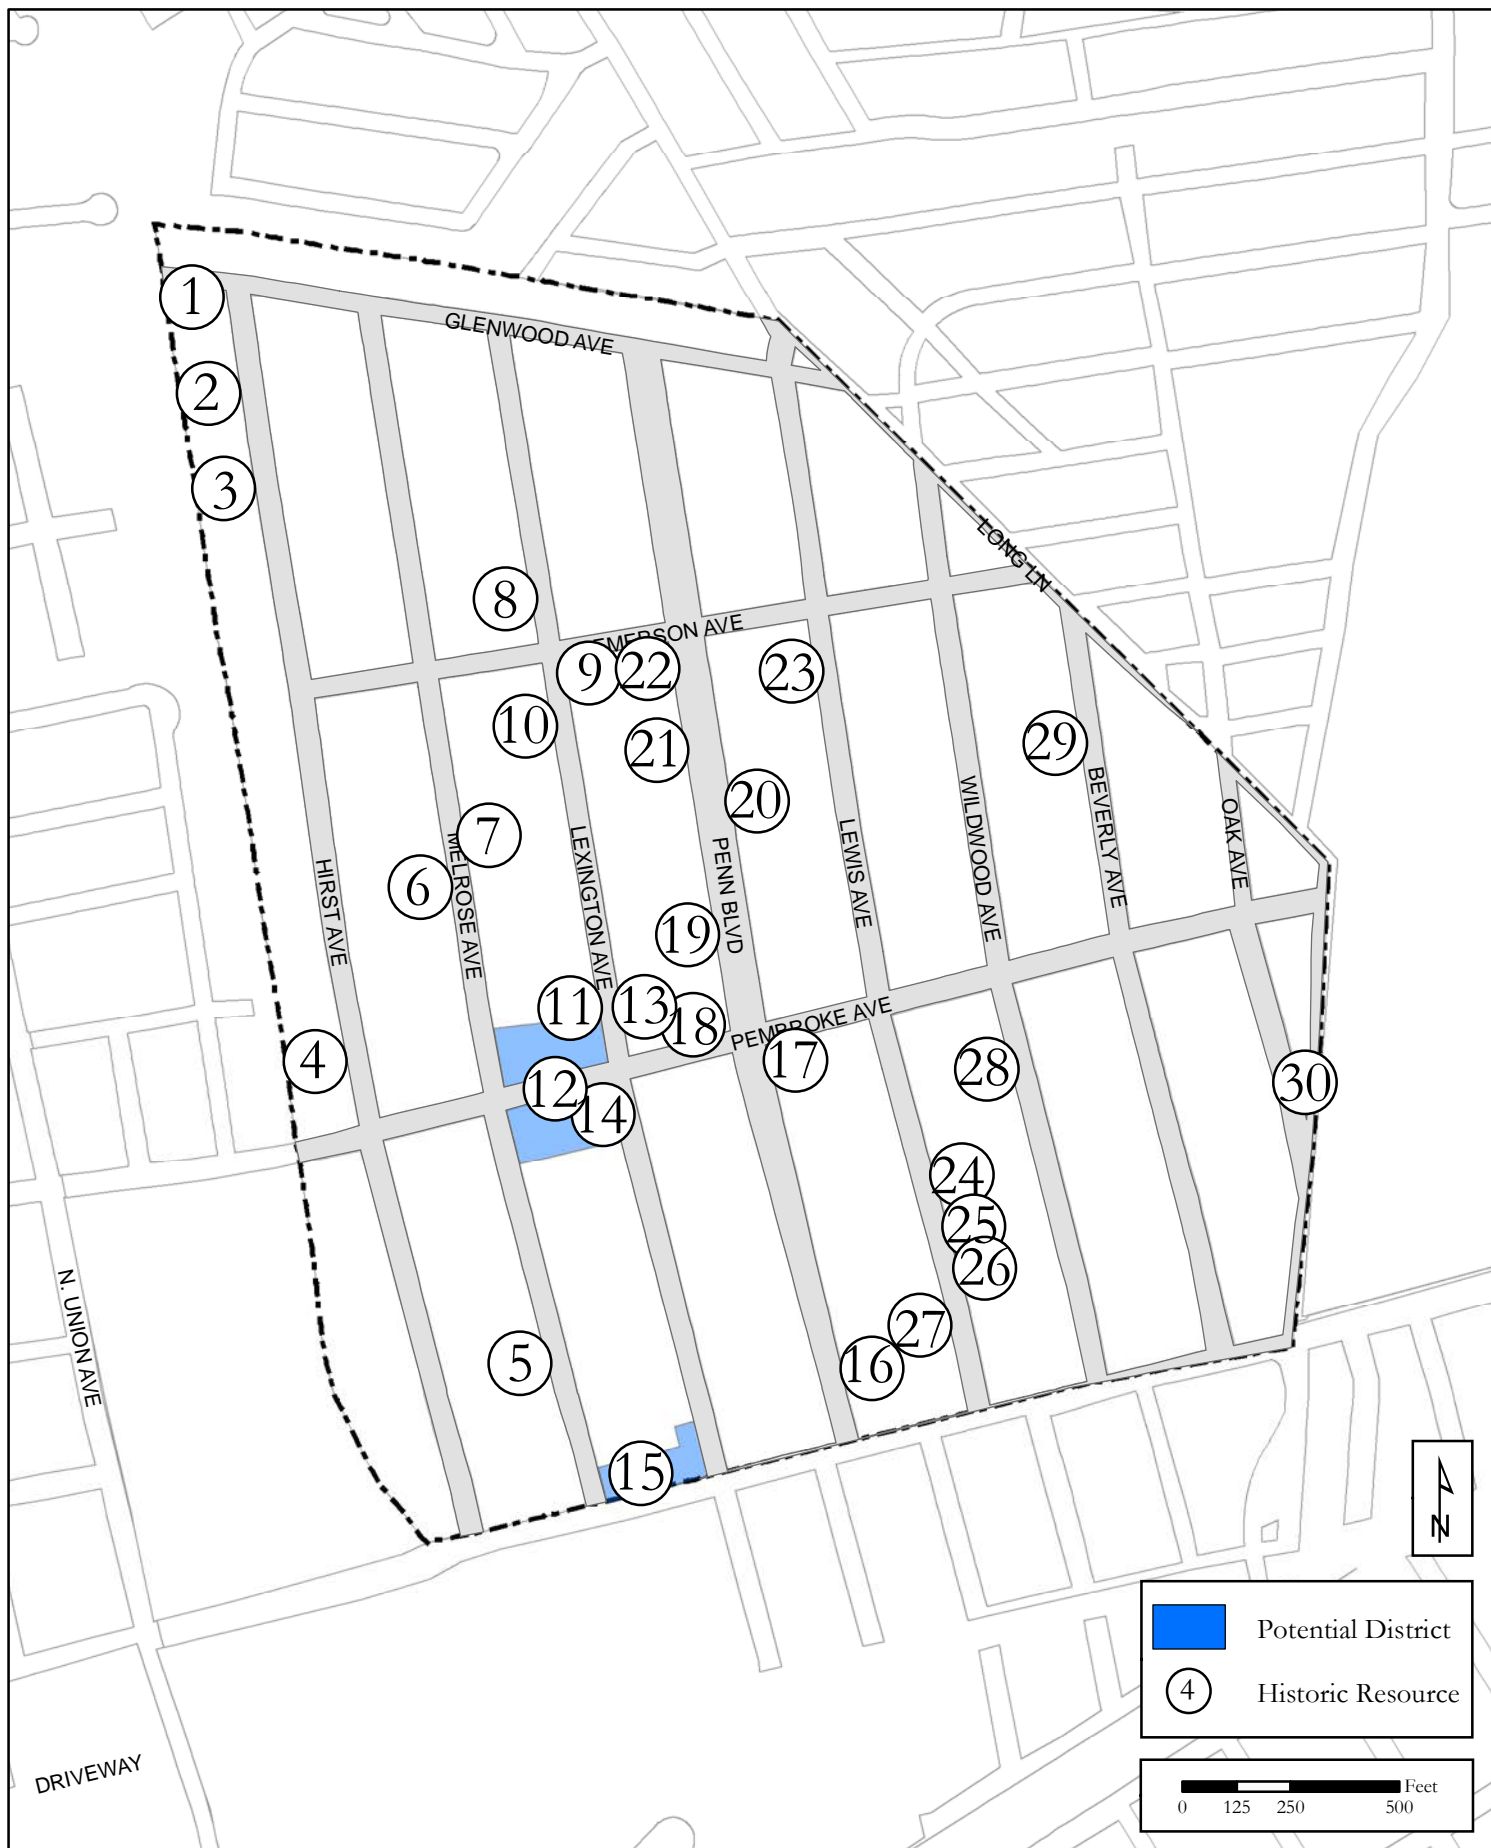 1
GLENWOOD AVE
2
3
LONG LN
8
EMERSON AVE
9
22
23
10
21
29
20
7
6
HIRST AVE
MELROSE AVE
LEXINGTON AVE
PENN BLVD
LEWIS AVE
WILDWOOD AVE
BEVERLY AVE
OAK AVE
19
11
13
18
PEMBROKE AVE
4
17
28
30
12
14
24
25
26
N. UNION AVE
27
16
5
15
N
Potential District
4
Historic Resource
DRIVEWAY
Feet
0 125 250 500